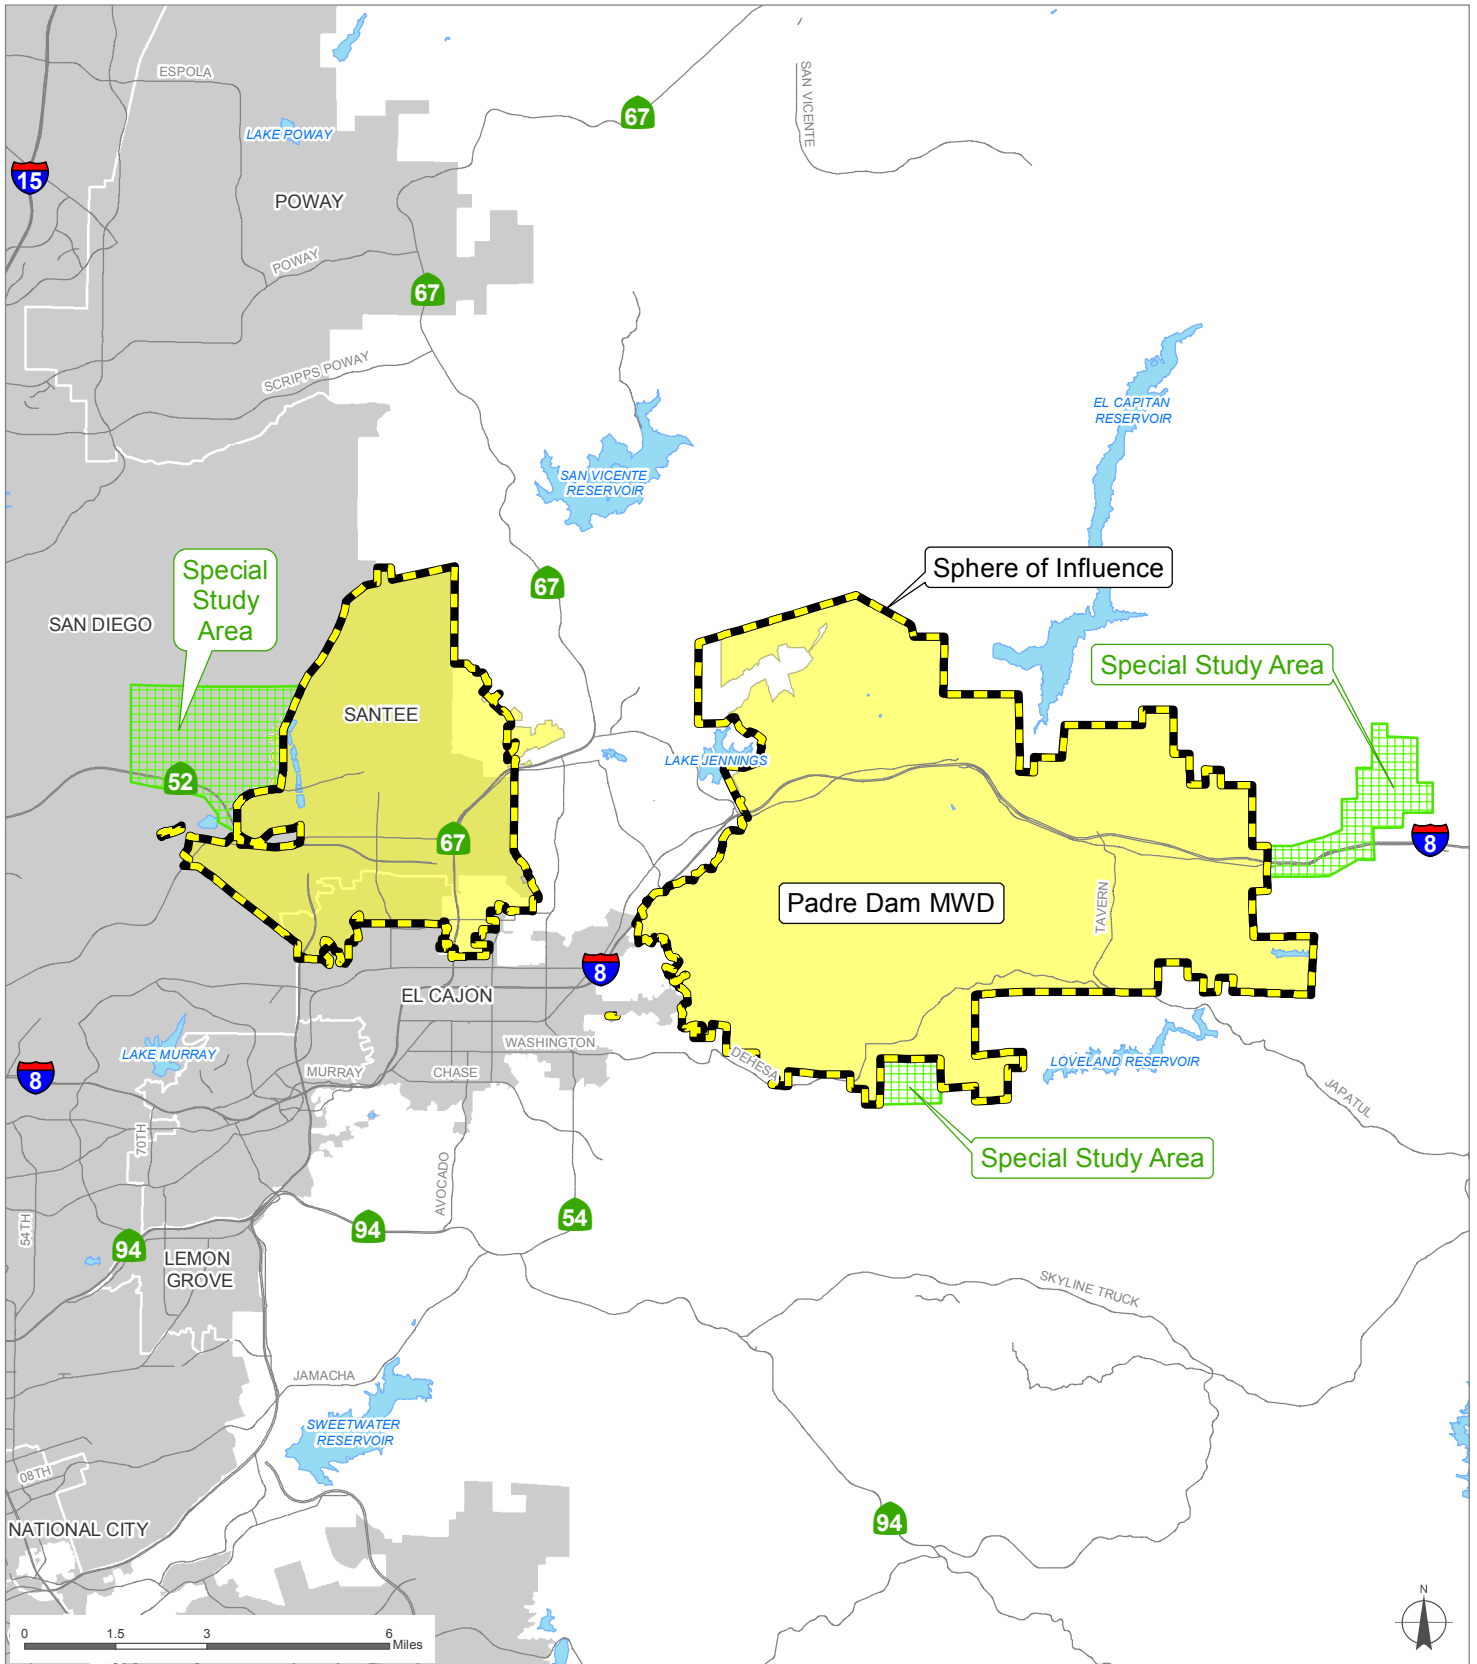 ESPOLA
67
SAN VICENTE
LAKE POWAY
15
POWAY
POWAY
67
SCRIPPS POWAY
EL CAPITAN
RESERVOIR
SAN VICENTE
RESERVOIR
Special
Study
Area
67
Sphere of Influence
SAN DIEGO
Special Study Area
SANTEE
LAKE JENNINGS
52
67
8
Padre Dam MWD
TAVERN
8
EL CAJON
WASHINGTON
LAKE MURRAY
DEHESA
LOVELAND RESERVOIR
8
MURRAY
CHASE
JAPATUL
70TH
Special Study Area
AVOCADO
54TH
94
94
54
LEMON
GROVE
SKYLINE TRUCK
JAMACHA
SWEETWATER
RESERVOIR
08TH
NATIONAL CITY
94
N
0 1.5 3 6
Miles